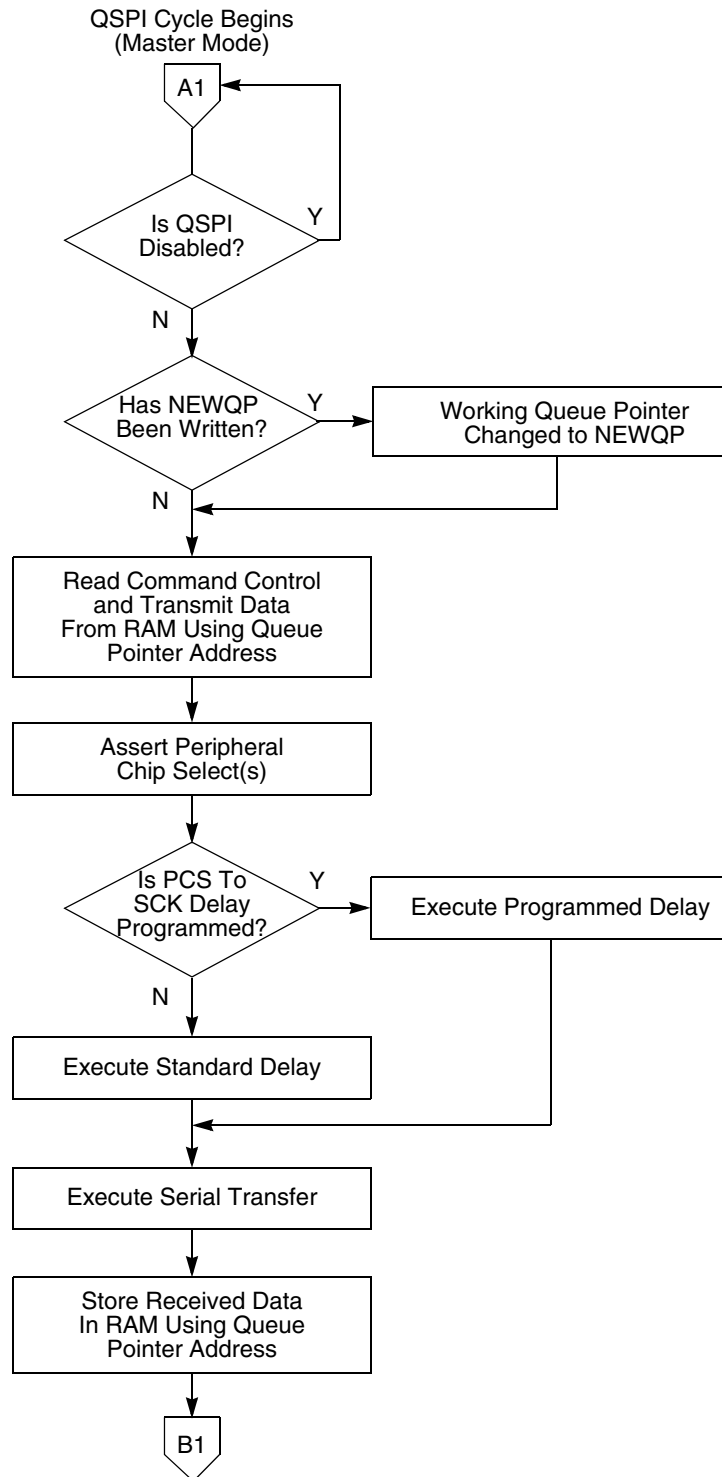 QSPI Cycle Begins
(Master Mode)
A1
Is QSPI
Disabled?
Y
N
Has NEWQP
Been Written?
Y
Working Queue Pointer
Changed to NEWQP
N
Read Command Control
and Transmit Data
From RAM Using Queue
Pointer Address
Assert Peripheral
Chip Select(s)
Is PCS To
SCK Delay
Programmed?
Y
Execute Programmed Delay
N
Execute Standard Delay
Execute Serial Transfer
Store Received Data
In RAM Using Queue
Pointer Address
B1